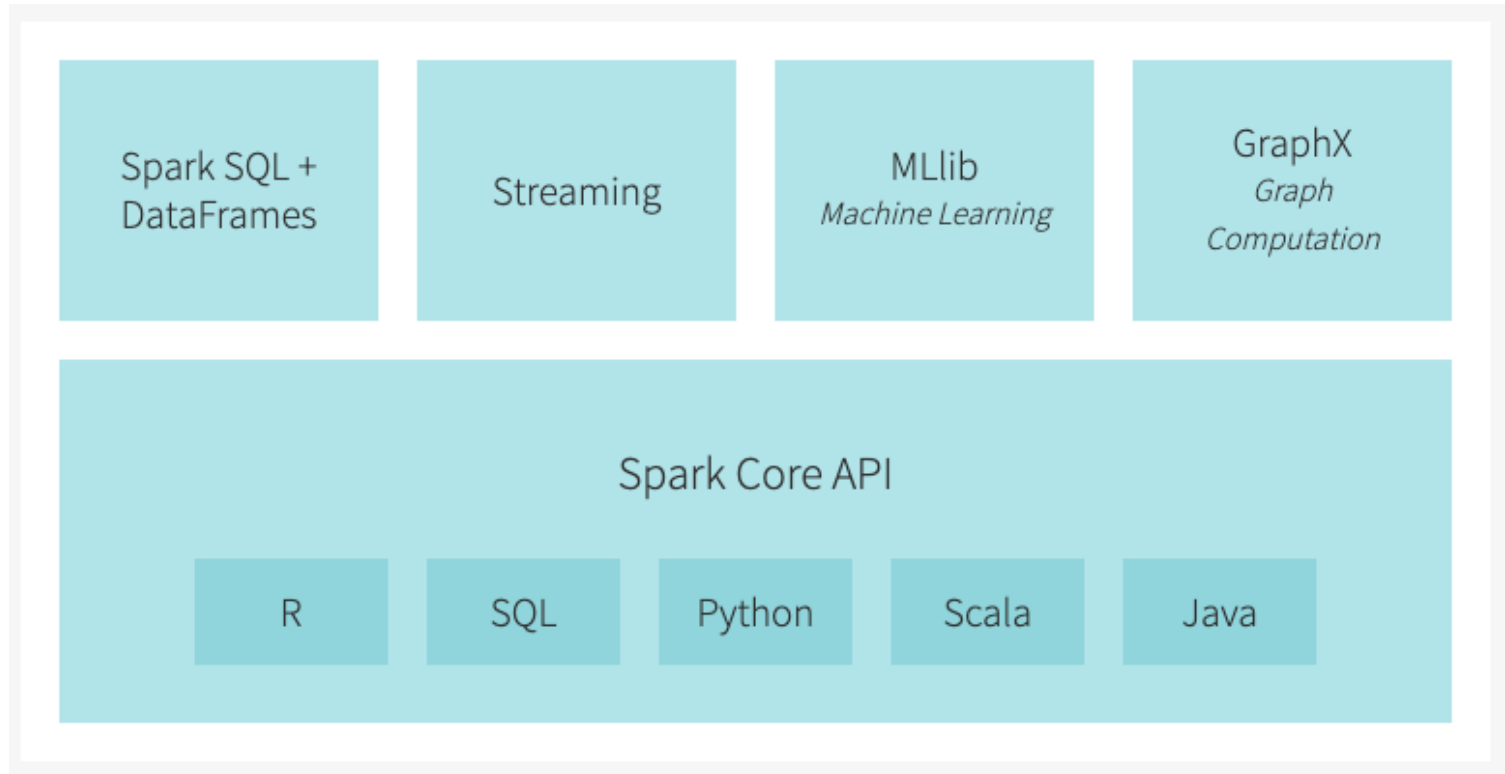 Spark SQL +
DataFrames
Streaming
MLlib
Machine Learning
GraphX
Graph
Computation
Spark Core API
R
SQL
Python
Scala
Java